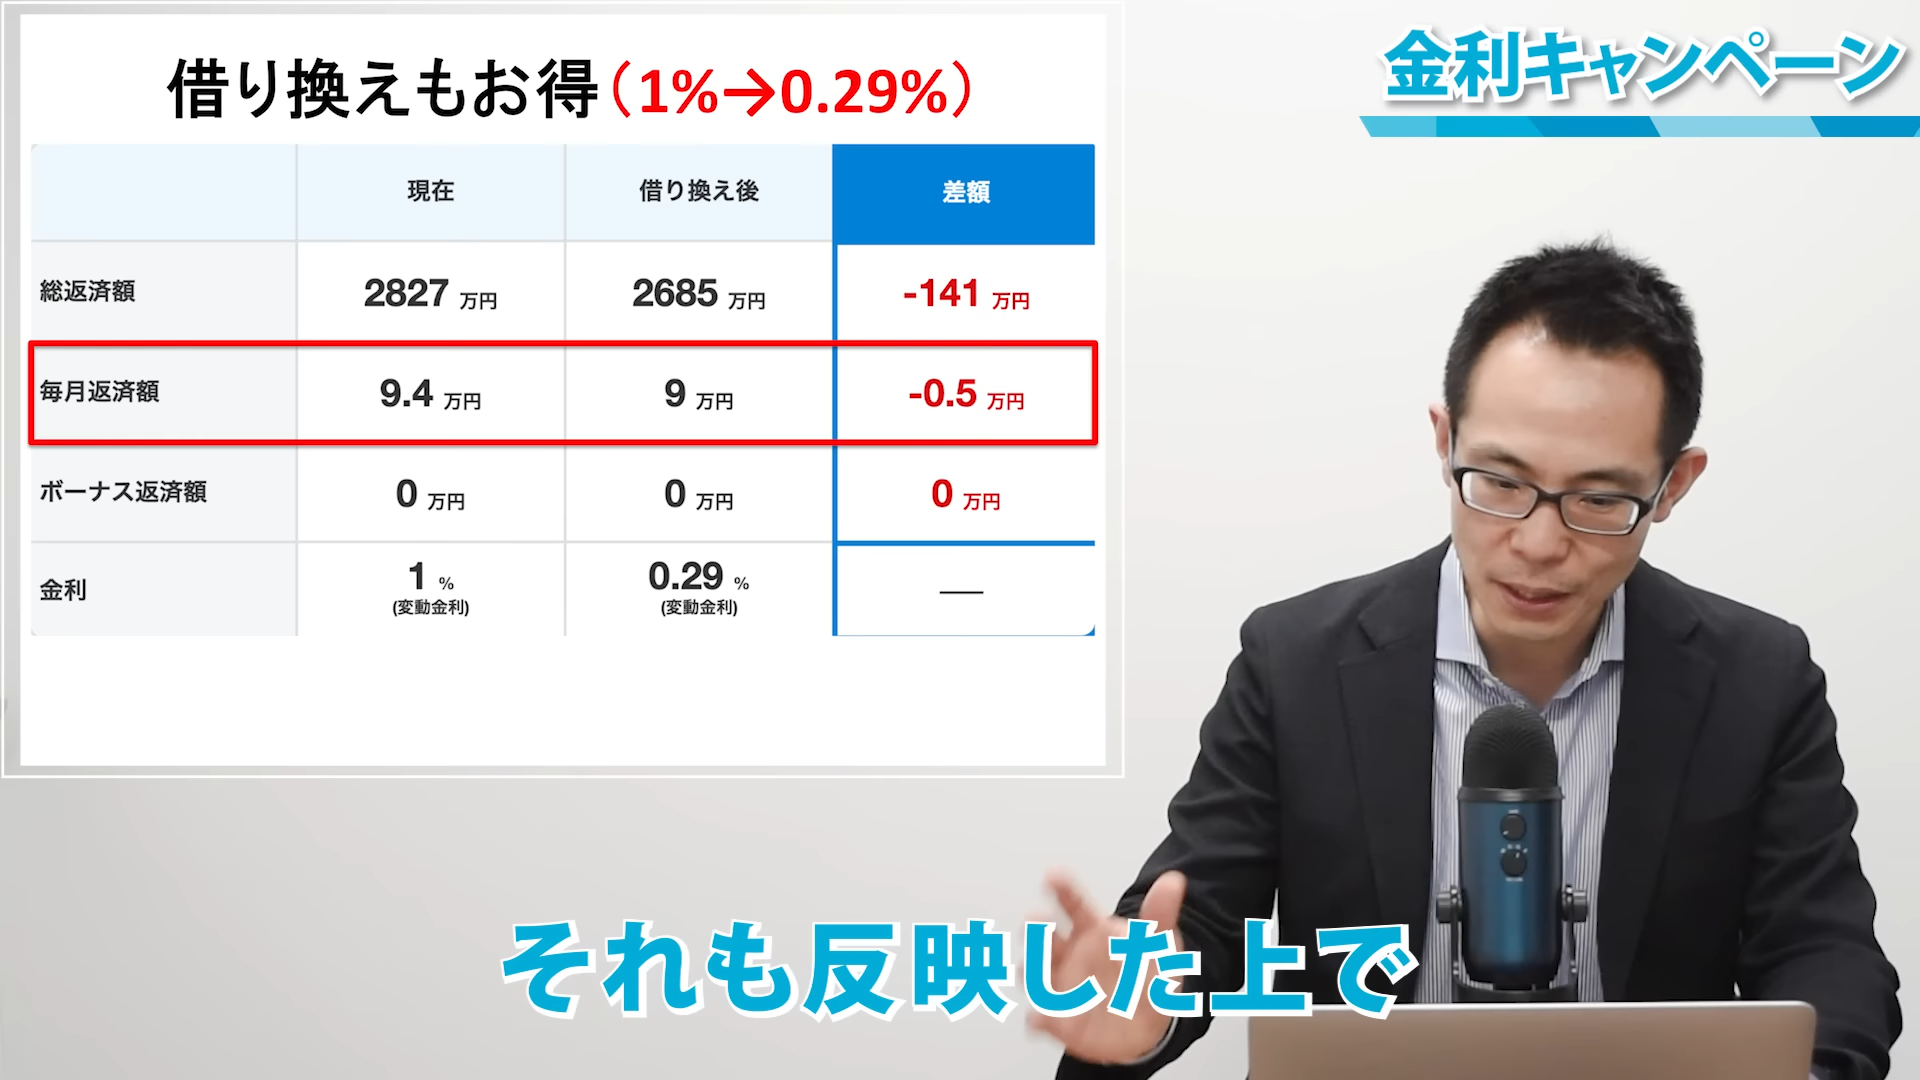 借り換えもお得（1%→0.29%）
金利キャンペーン
現在 借り換え後 差額
総返済額 2827 万円 2685 万円 -141 万円
毎月返済額 9.4 万円 9 万円 -0.5 万円
ボーナス返済額 0 万円 0 万円 0 万円
金利 1 % 0.29 % —
(変動金利) (変動金利)
それも反映した上で